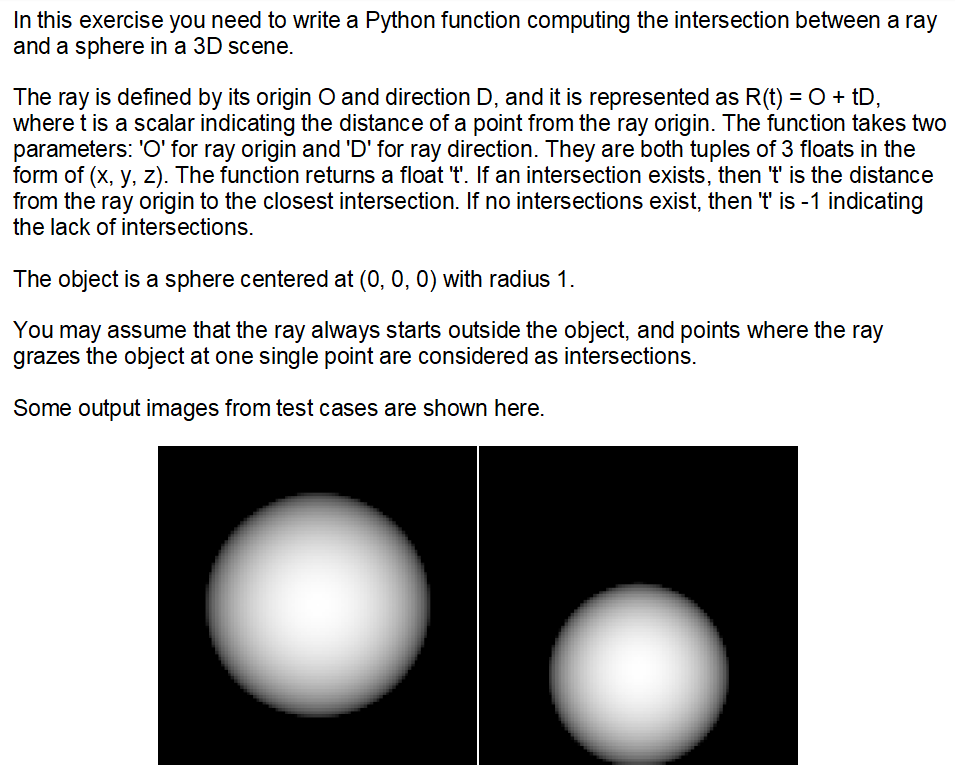 In this exercise you need to write a Python function computing the intersection between a ray
and a sphere in a 3D scene.
The ray is defined by its origin O and direction D, and it is represented as R(t) = O + tD,
where t is a scalar indicating the distance of a point from the ray origin. The function takes two
parameters: 'O' for ray origin and 'D' for ray direction. They are both tuples of 3 floats in the
form of (x, y, z). The function returns a float 't'. If an intersection exists, then 't' is the distance
from the ray origin to the closest intersection. If no intersections exist, then 't' is -1 indicating
the lack of intersections.
The object is a sphere centered at (0, 0, 0) with radius 1.
You may assume that the ray always starts outside the object, and points where the ray
grazes the object at one single point are considered as intersections.
Some output images from test cases are shown here.